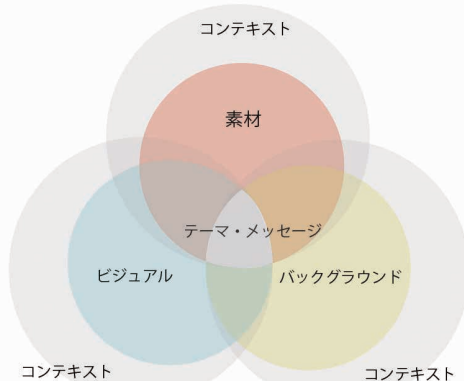 コンテキスト
素材
テーマ・メッセージ
ビジュアル
バックグラウンド
コンテキスト
コンテキスト